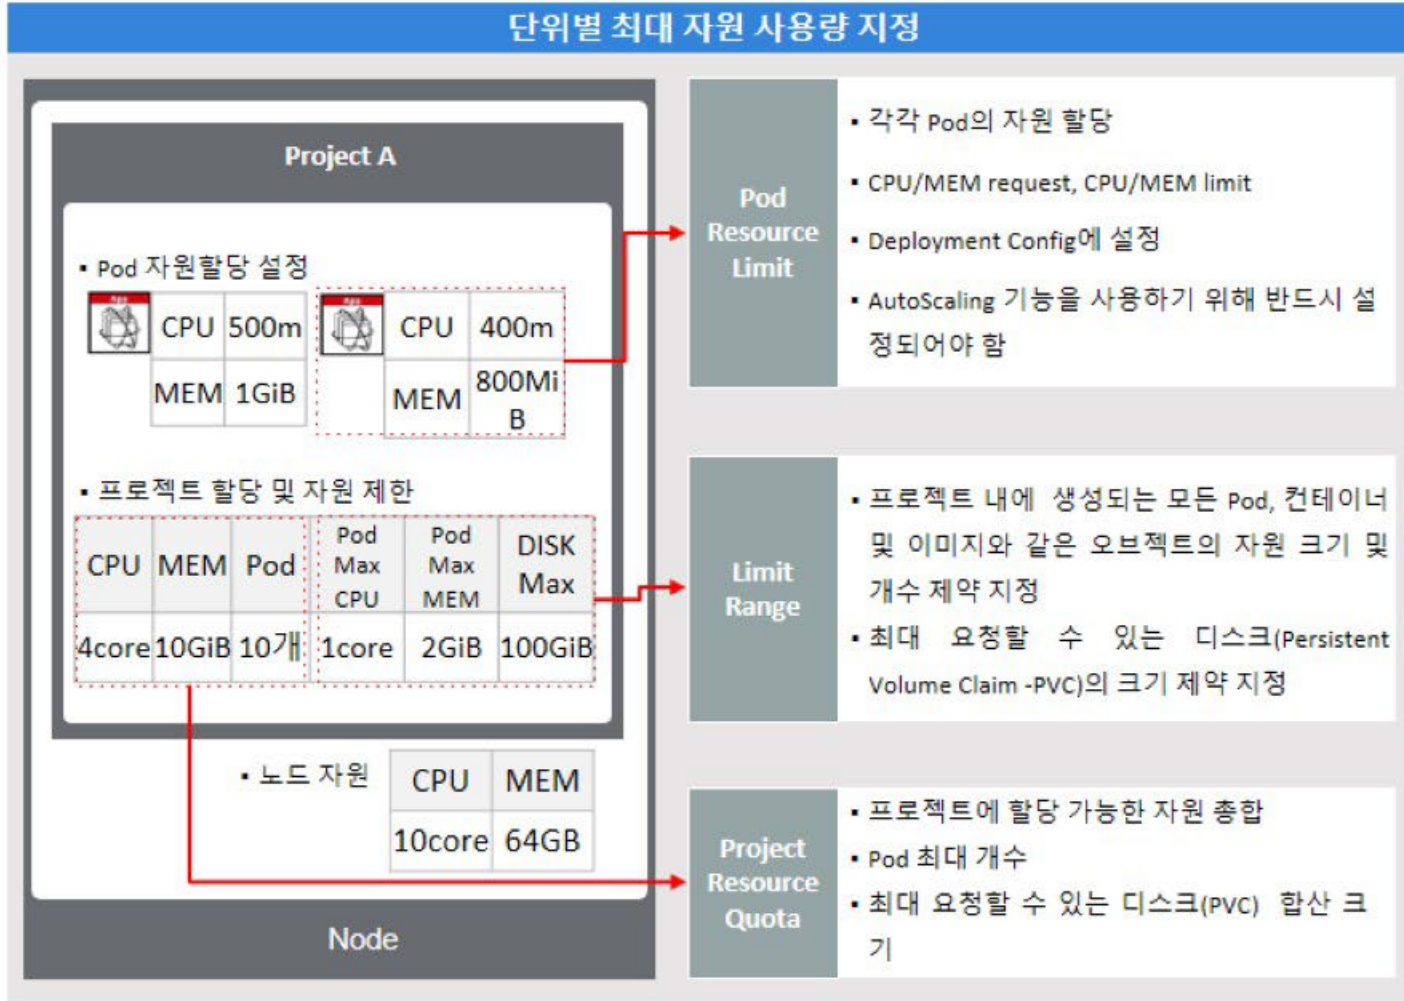 단위별 최대 자원 사용량 지정
Project A
▪ Pod 자원할당 설정
CPU 500m
MEM 1GiB
CPU 400m
MEM 800Mi
B
▪ 프로젝트 할당 및 자원 제한
CPU MEM Pod Pod Max CPU Pod Max MEM DISK Max
4core 10GiB 10개 1core 2GiB 100GiB
▪ 노드 자원
CPU MEM
10core 64GB
Node
Pod
Resource
Limit
▪ 각각 Pod의 자원 할당
▪ CPU/MEM request, CPU/MEM limit
▪ Deployment Config에 설정
▪ AutoScaling 기능을 사용하기 위해 반드시 설
정되어야 함
Limit
Range
▪ 프로젝트 내에 생성되는 모든 Pod, 컨테이너
및 이미지와 같은 오브젝트의 자원 크기 및
개수 제약 지정
▪ 최대 요청할 수 있는 디스크(Persistent
Volume Claim -PVC)의 크기 제약 지정
Project
Resource
Quota
▪ 프로젝트에 할당 가능한 자원 총합
▪ Pod 최대 개수
▪ 최대 요청할 수 있는 디스크(PVC) 합산 크
기